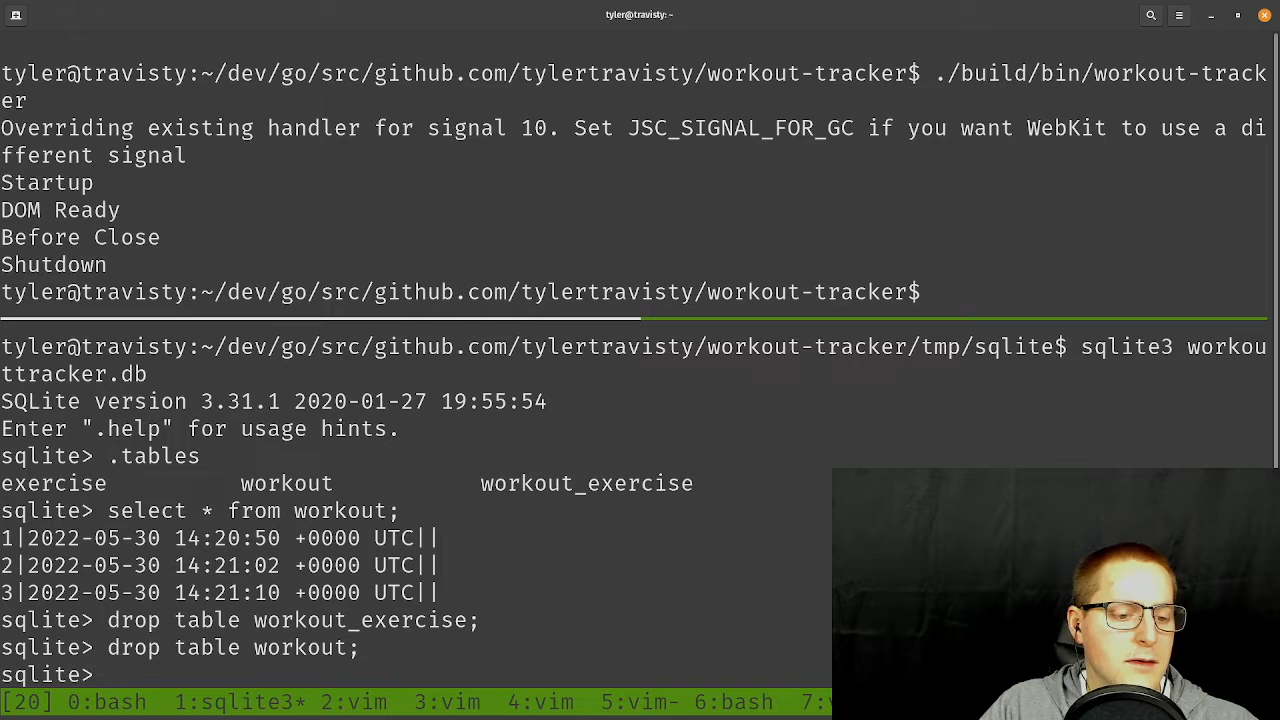 tyler@travisty: ~
tyler@travisty:~/dev/go/src/github.com/tylertravisty/workout-tracker$ ./build/bin/workout-track
er
Overriding existing handler for signal 10. Set JSC_SIGNAL_FOR_GC if you want WebKit to use a di
fferent signal
Startup
DOM Ready
Before Close
Shutdown
tyler@travisty:~/dev/go/src/github.com/tylertravisty/workout-tracker$
tyler@travisty:~/dev/go/src/github.com/tylertravisty/workout-tracker/tmp/sqlite$ sqlite3 workou
ttracker.db
SQLite version 3.31.1 2020-01-27 19:55:54
Enter ".help" for usage hints.
sqlite> .tables
exercise workout workout_exercise
sqlite> select * from workout;
1|2022-05-30 14:20:50 +0000 UTC||
2|2022-05-30 14:21:02 +0000 UTC||
3|2022-05-30 14:21:10 +0000 UTC||
sqlite> drop table workout_exercise;
sqlite> drop table workout;
sqlite>
[20] 0:bash 1:sqlite3* 2:vim 3:vim 4:vim 5:vim- 6:bash 7: